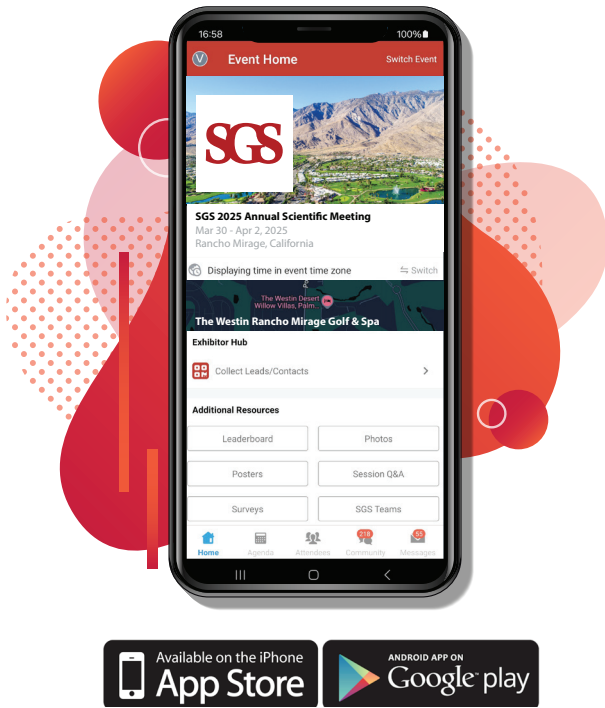 16:58 100%
V Event Home Switch Event
SGS
SGS 2025 Annual Scientific Meeting
Mar 30 - Apr 2, 2025
Rancho Mirage, California
Displaying time in event time zone Switch
The Westin Desert
Willow Villas, Palm...
The Westin Rancho Mirage Golf & Spa
Exhibitor Hub
Collect Leads/Contacts
Additional Resources
Leaderboard Photos
Posters Session Q&A
Surveys SGS Teams
218 55
Home Agenda Attendees Community Messages
Available on the iPhone
App Store
ANDROID APP ON
Google play